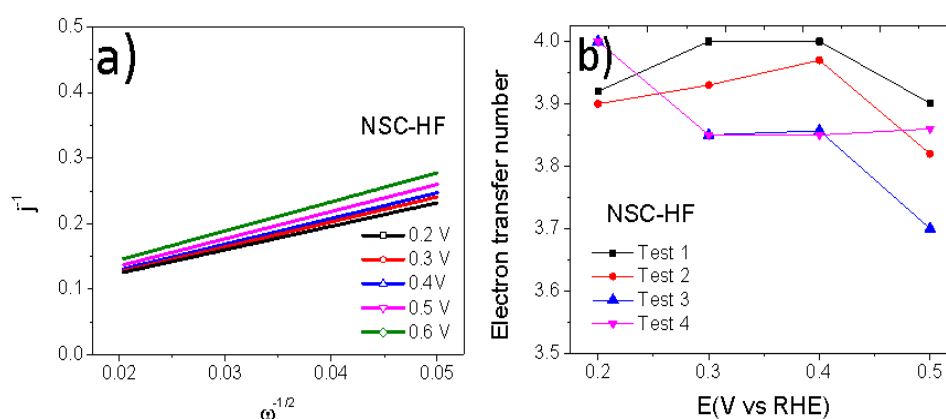 a)
NSC-HF
0.5
0.4
0.3
0.2
0.1
0.0
j⁻¹
0.2 V
0.3 V
0.4V
0.5 V
0.6 V
0.02 0.03 0.04 0.05
ω⁻¹/²
b)
4.0
3.9
3.8
3.7
3.6
3.5
Electron transfer number
NSC-HF
Test 1
Test 2
Test 3
Test 4
0.2 0.3 0.4 0.5
E(V vs RHE)